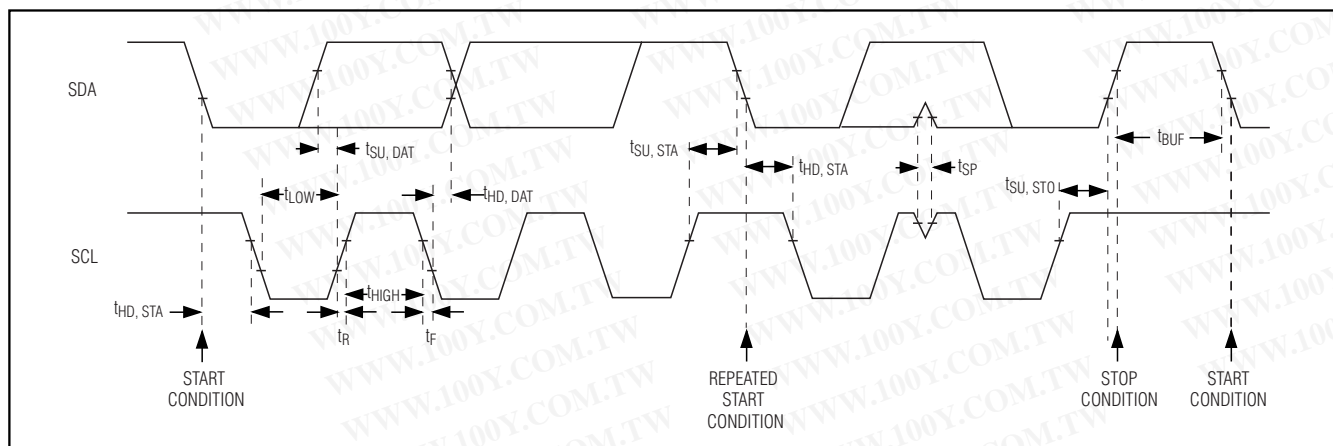 SDA
tSU, DAT
tSU, STA
tHD, STA
tSP
tBUF
tLOW
tHD, DAT
tSU, STO
SCL
tHIGH
tHD, STA
tR
tF
START
CONDITION
REPEATED
START
CONDITION
STOP
CONDITION
START
CONDITION
WWW.100Y.COM.TW